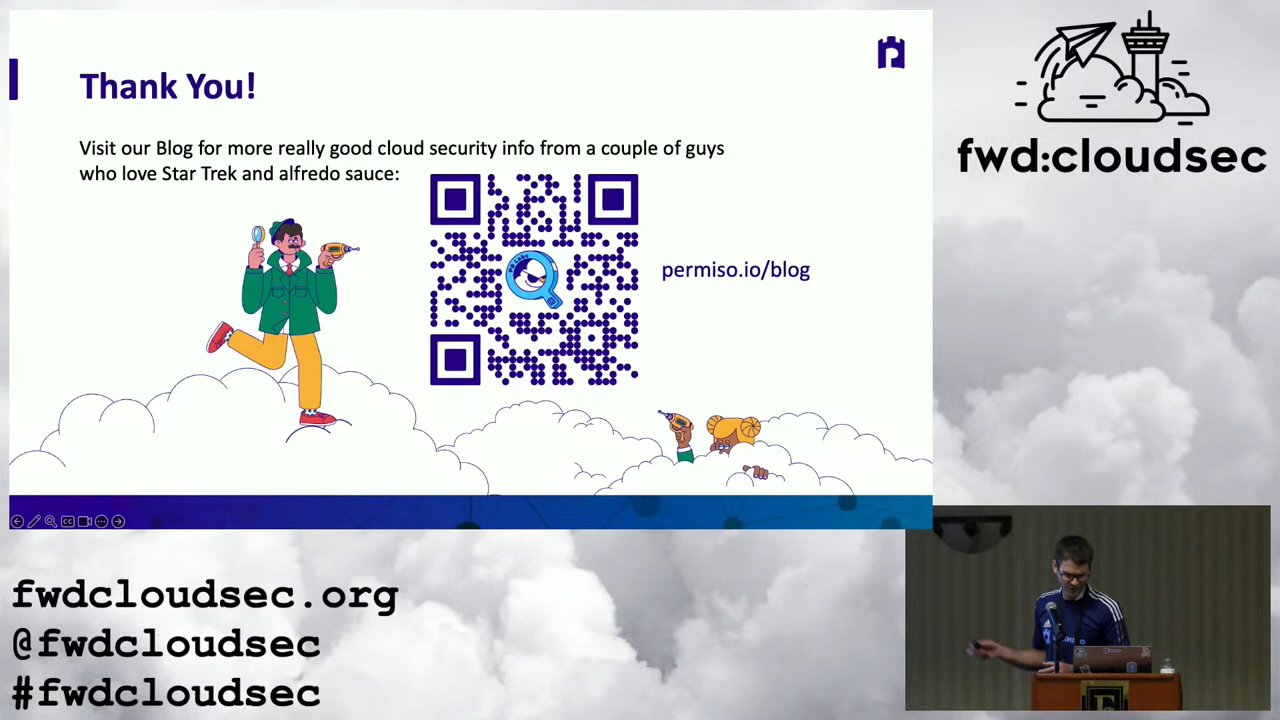 Thank You!
Visit our Blog for more really good cloud security info from a couple of guys
who love Star Trek and alfredo sauce:
permiso.io/blog
fwd:cloudsec
fwdcloudsec.org
@fwdcloudsec
#fwdcloudsec